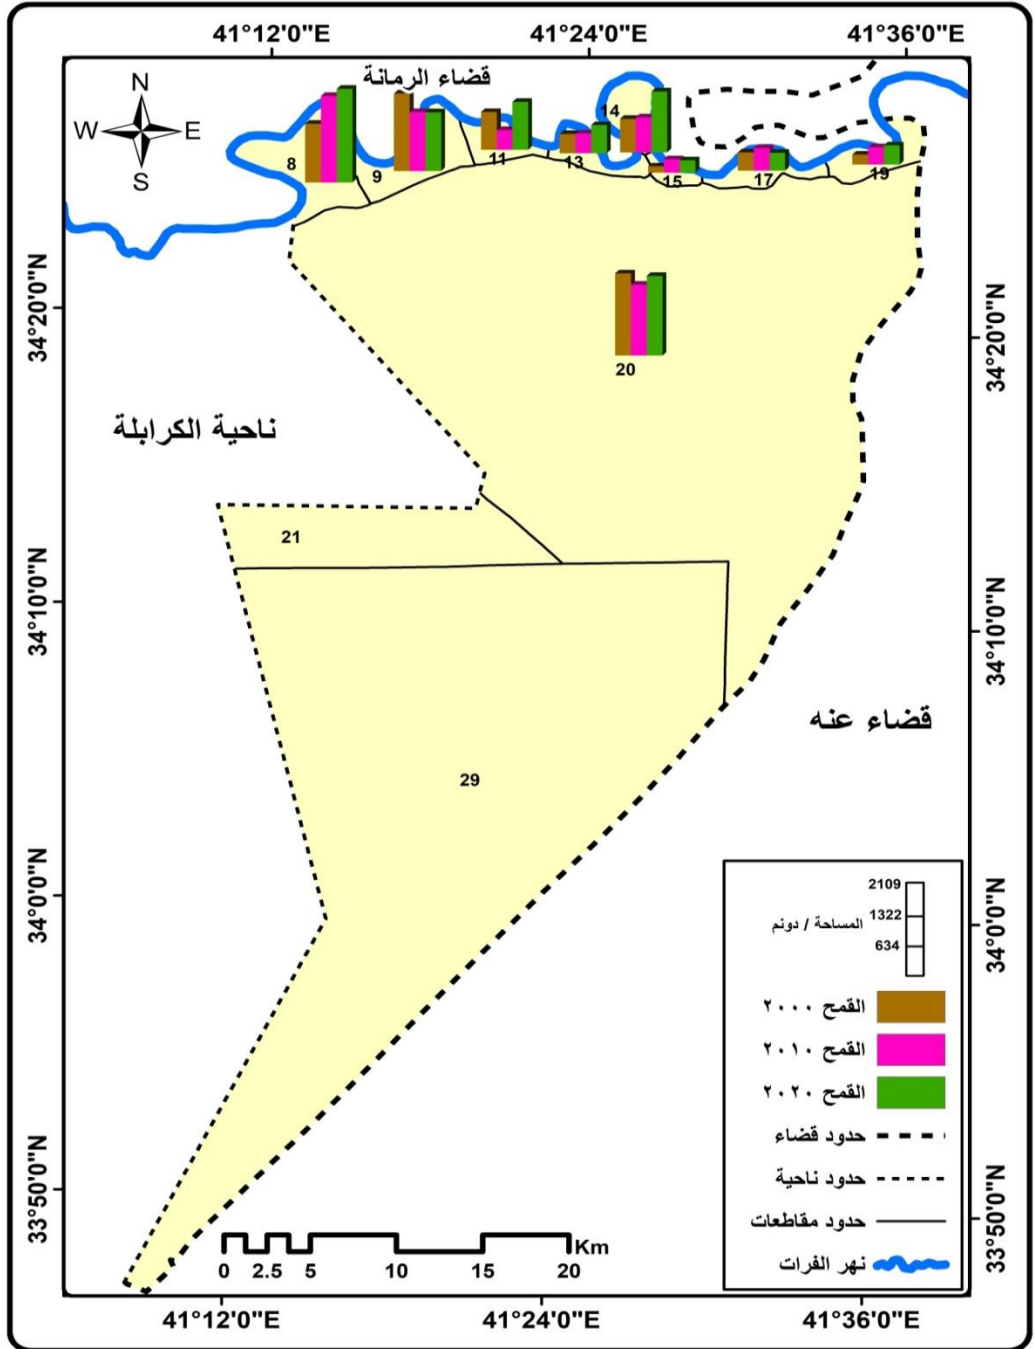 41°12'0"E 41°24'0"E 41°36'0"E
قضاء الرمانة
N
W E
S
14
8
9
11
13
15
17
19
34°20'0"N
34°20'0"N
20
ناحية الكرابلة
21
34°10'0"N
34°10'0"N
قضاء عنه
29
34°0'0"N
34°0'0"N
2109
المساحة / دونم 1322
634
القمح ٢٠٠٠
القمح ٢٠١٠
القمح ٢٠٢٠
حدود قضاء
حدود ناحية
حدود مقاطعات
نهر الفرات
33°50'0"N
33°50'0"N
Km
0 2.5 5 10 15 20
41°12'0"E 41°24'0"E 41°36'0"E